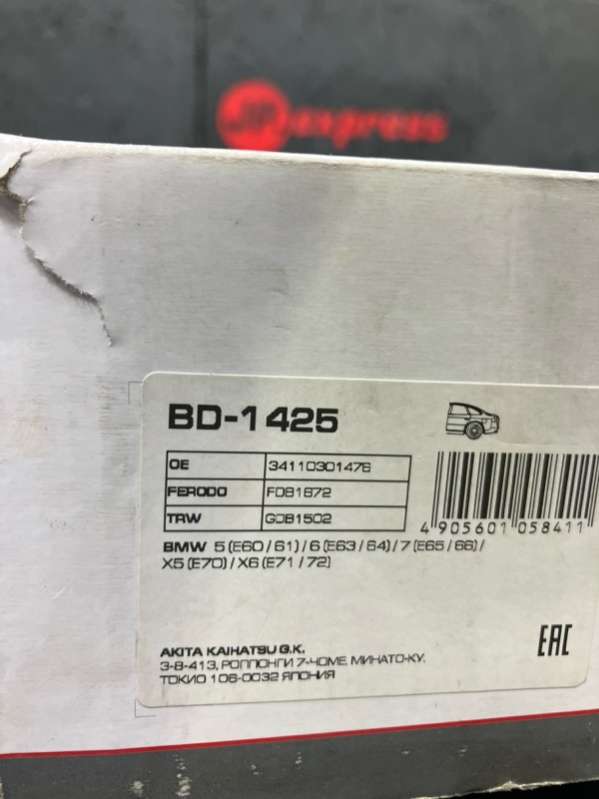 express
BD-1425
OE 34110301476
FERODO FDB1672
TRW GDB1502
4 905601 058411
BMW 5 (E60/61)/6 (E63/64)/7 (E65/66)/
X5 (E70)/X6 (E71/72)
EAC
AKITA KAIHATSU G.K.
3-8-413, РОППОНГИ 7-ЧОМЕ, МИНАТО-КУ,
ТОКИО 106-0032 ЯПОНИЯ